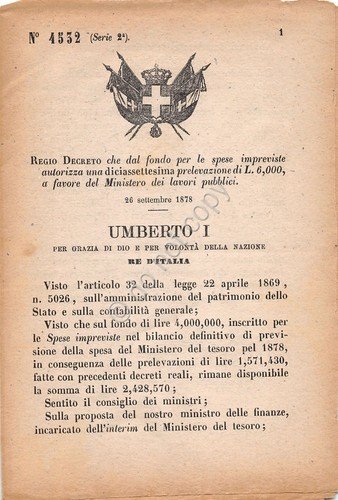 N° 4532 (Serie 2ª).
1
REGIO DECRETO che dal fondo per le spese impreviste
autorizza una diciassettesima prelevazione di L. 6,000,
a favore del Ministero dei lavori pubblici.
26 settembre 1878
UMBERTO I
PER GRAZIA DI DIO E PER VOLONTÀ DELLA NAZIONE
RE D'ITALIA
Visto l'articolo 32 della legge 22 aprile 1869,
n. 5026, sull'amministrazione del patrimonio dello
Stato e sulla contabilità generale;
Visto che sul fondo di lire 4,000,000, inscritto per
le Spese impreviste nel bilancio definitivo di previ-
sione della spesa del Ministero del tesoro pel 1878,
in conseguenza delle prelevazioni di lire 1,571,430,
fatte con precedenti decreti reali, rimane disponibile
la somma di lire 2,428,570;
Sentito il consiglio dei ministri;
Sulla proposta del nostro ministro delle finanze,
incaricato dell'interim del Ministero del tesoro;